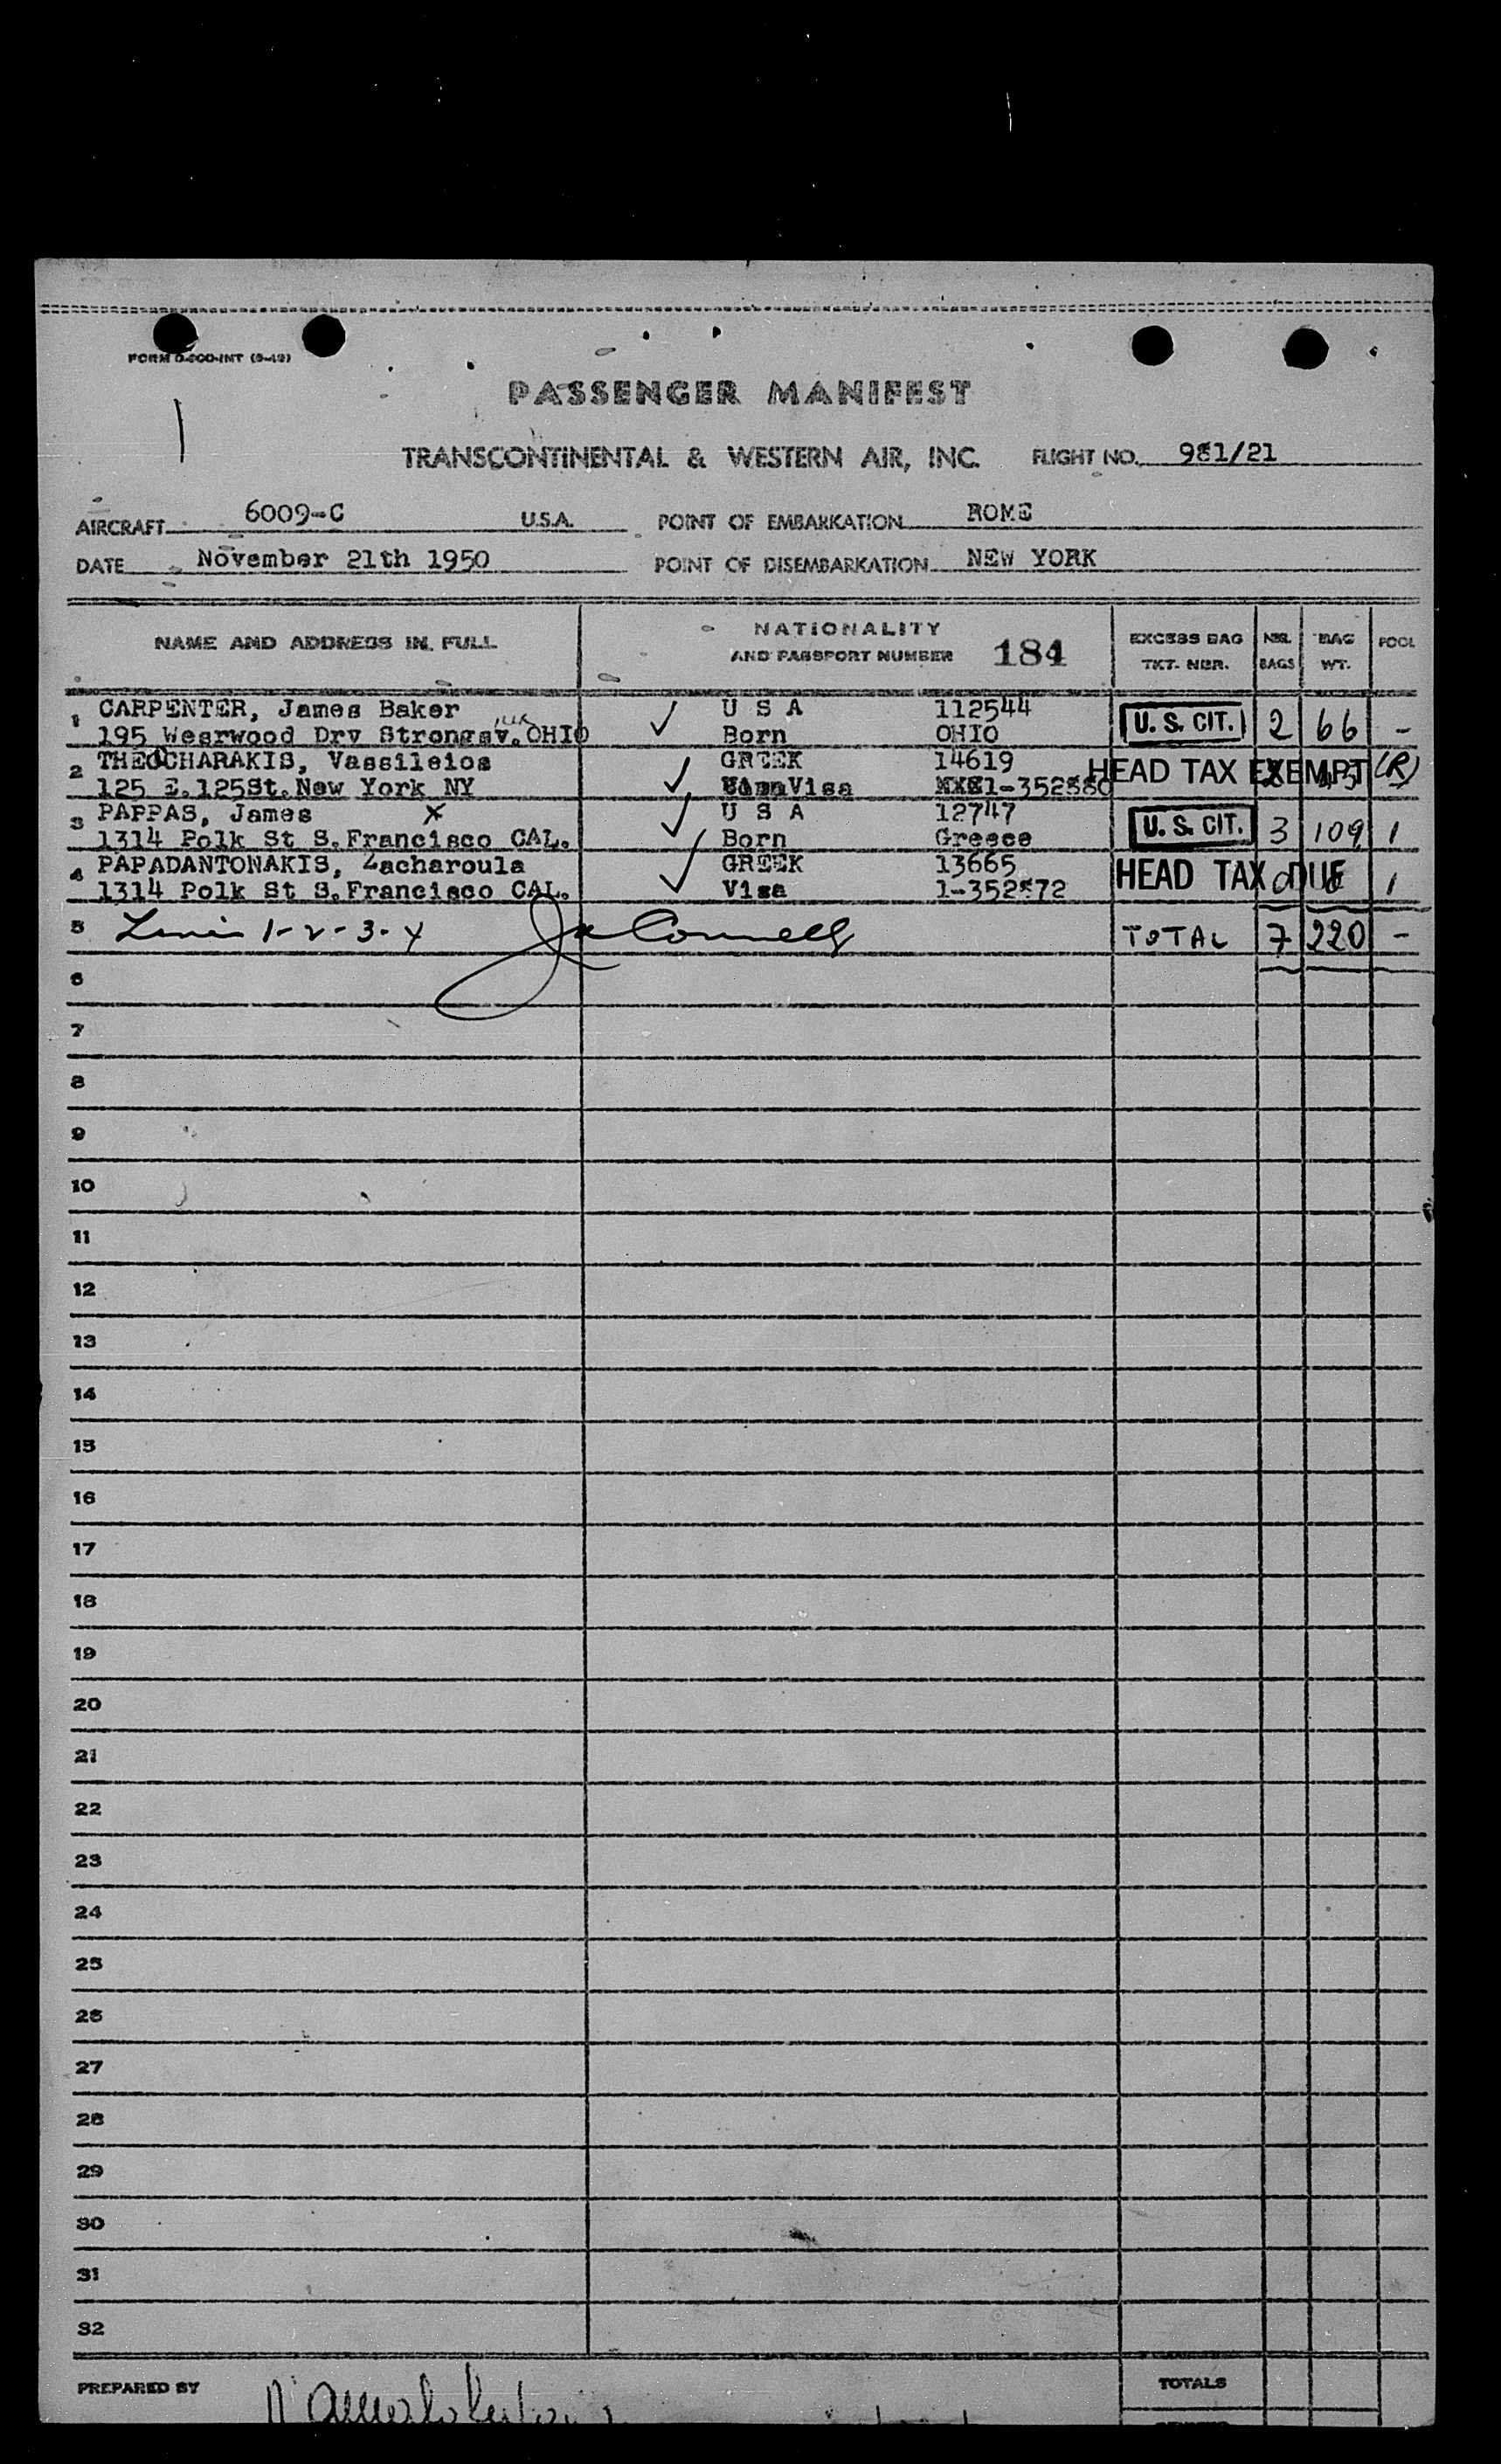 FORM O-200-INT (9-49)
PASSENGER MANIFEST
TRANSCONTINENTAL & WESTERN AIR, INC. FLIGHT NO. 981/21
AIRCRAFT 6009-C U.S.A. POINT OF EMBARKATION ROME
DATE November 21th 1950 POINT OF DISEMBARKATION NEW YORK
NAME AND ADDRESS IN FULL NATIONALITY AND PASSPORT NUMBER 184 EXCESS BAG TKT. NBR. NBR. BAGS BAG WT. POOL
1 CARPENTER, James Baker U S A 112544 U. S. CIT. 2 66 -
195 Wesrwood Drv Strongsv. OHIO Born OHIO
2 THEOCHARAKIS, Vassileios GREEK 14619 HEAD TAX EXEMPT (R)
125 E.125St.New York NY Visa 1-352580
3 PAPPAS, James X U S A 12747 U. S. CIT. 3 109 1
1314 Polk St S.Francisco CAL. Born Greece
4 PAPADANTONAKIS, Zacharoula GREEK 13665 HEAD TAX DUE 1
1314 Polk St S.Francisco CAL. Visa 1-352572
5 Lines 1-2-3-4 TOTAL 7 220 -
6
7
8
9
10
11
12
13
14
15
16
17
18
19
20
21
22
23
24
25
26
27
28
29
30
31
32
PREPARED BY TOTALS